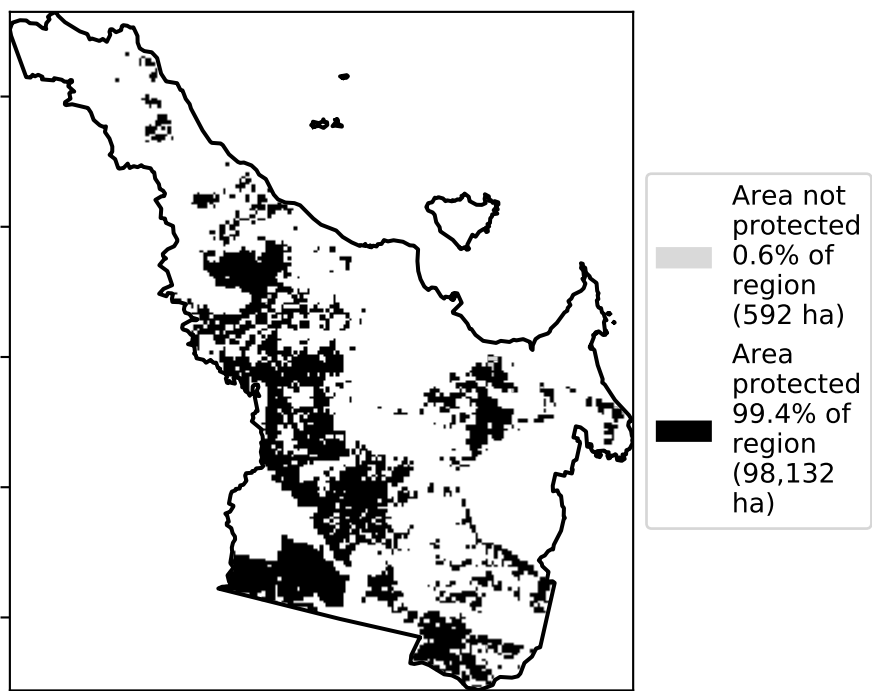 Area not
protected
0.6% of
region
(592 ha)
Area
protected
99.4% of
region
(98,132
ha)